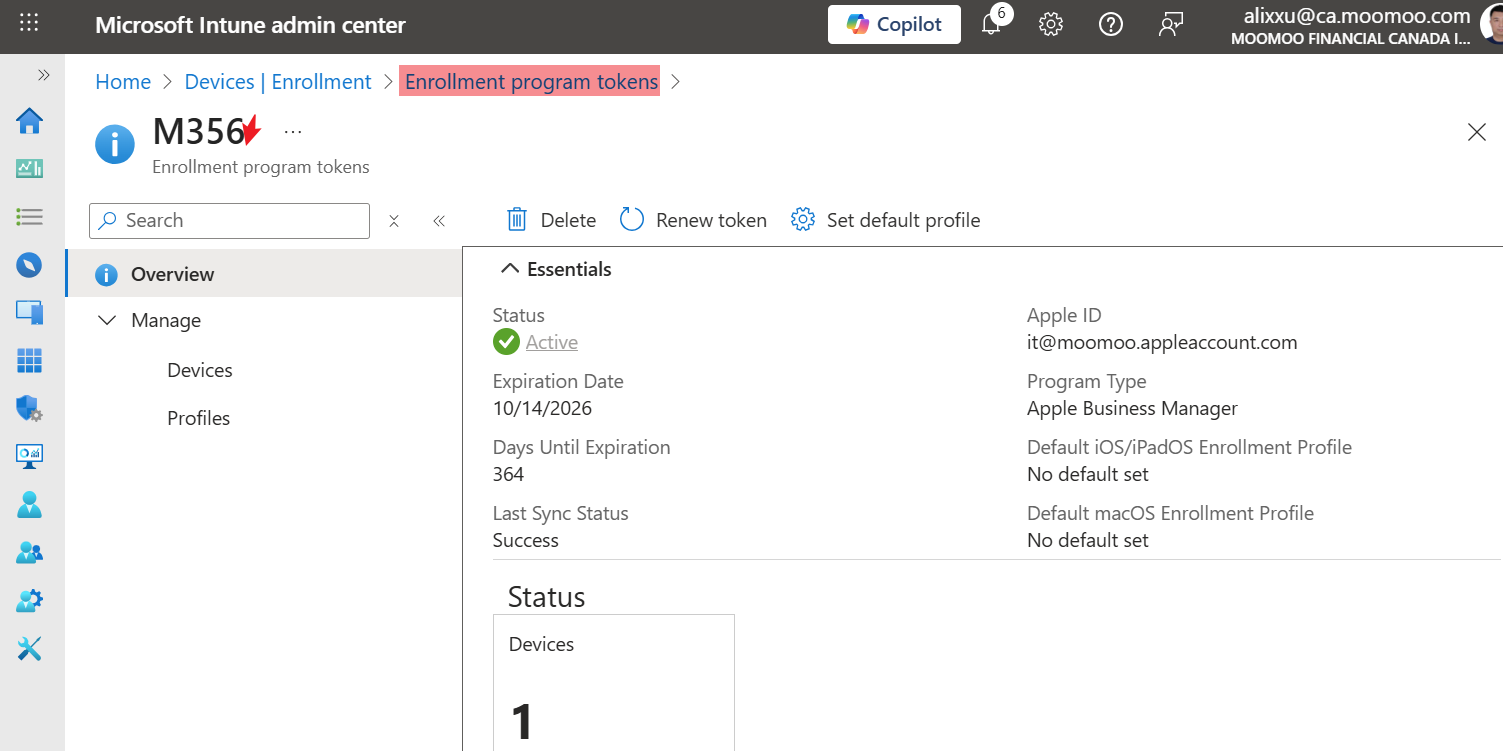 Microsoft Intune admin center
Copilot
6
alixxu@ca.moomoo.com
MOOMOO FINANCIAL CANADA I...
Home > Devices | Enrollment > Enrollment program tokens >
M356
...
Enrollment program tokens
Search
Delete
Renew token
Set default profile
Overview
Manage
Devices
Profiles
Essentials
Status
Active
Expiration Date
10/14/2026
Days Until Expiration
364
Last Sync Status
Success
Apple ID
it@moomoo.appleaccount.com
Program Type
Apple Business Manager
Default iOS/iPadOS Enrollment Profile
No default set
Default macOS Enrollment Profile
No default set
Status
Devices
1